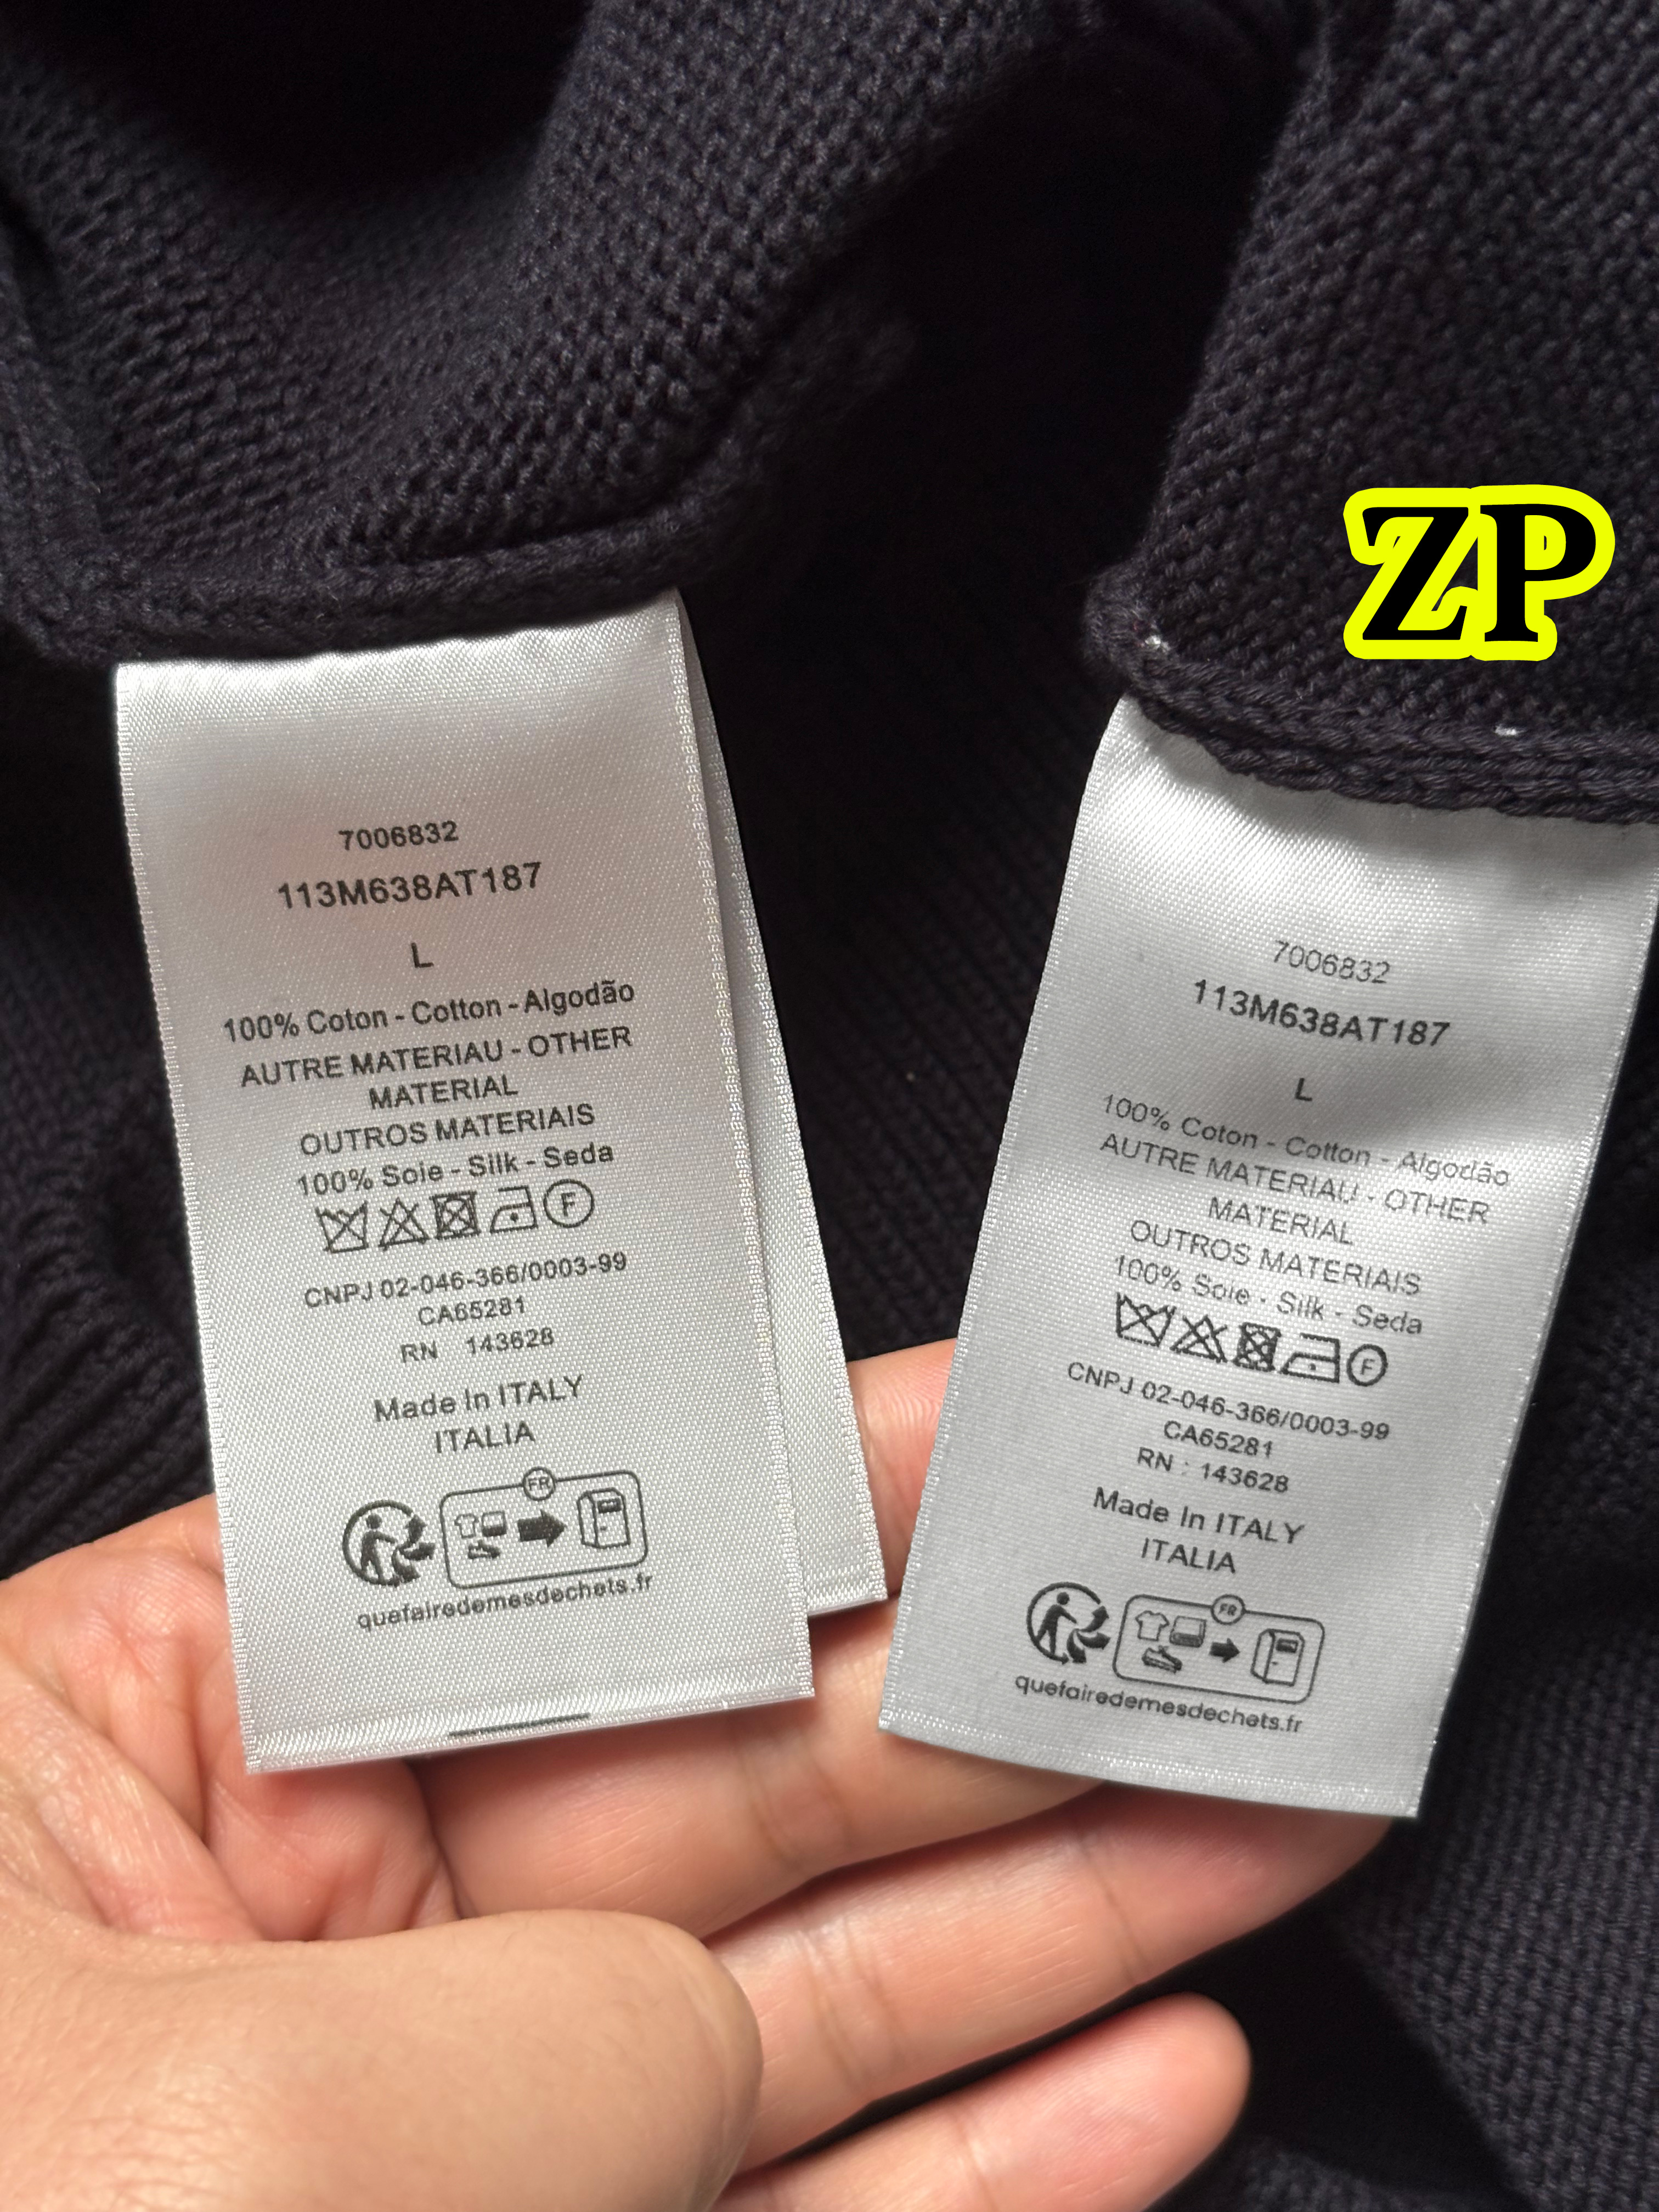 ZP
7006832
113M638AT187
L
100% Coton - Cotton - Algodão
AUTRE MATERIAU - OTHER
MATERIAL
OUTROS MATERIAIS
100% Soie - Silk - Seda
F
CNPJ 02-046-366/0003-99
CA65281
RN 143628
Made In ITALY
ITALIA
FR
quefairedemesdechets.fr
7006832
113M638AT187
L
100% Coton - Cotton - Algodão
AUTRE MATERIAU - OTHER
MATERIAL
OUTROS MATERIAIS
100% Soie - Silk - Seda
F
CNPJ 02-046-366/0003-99
CA65281
RN : 143628
Made In ITALY
ITALIA
FR
quefairedemesdechets.fr